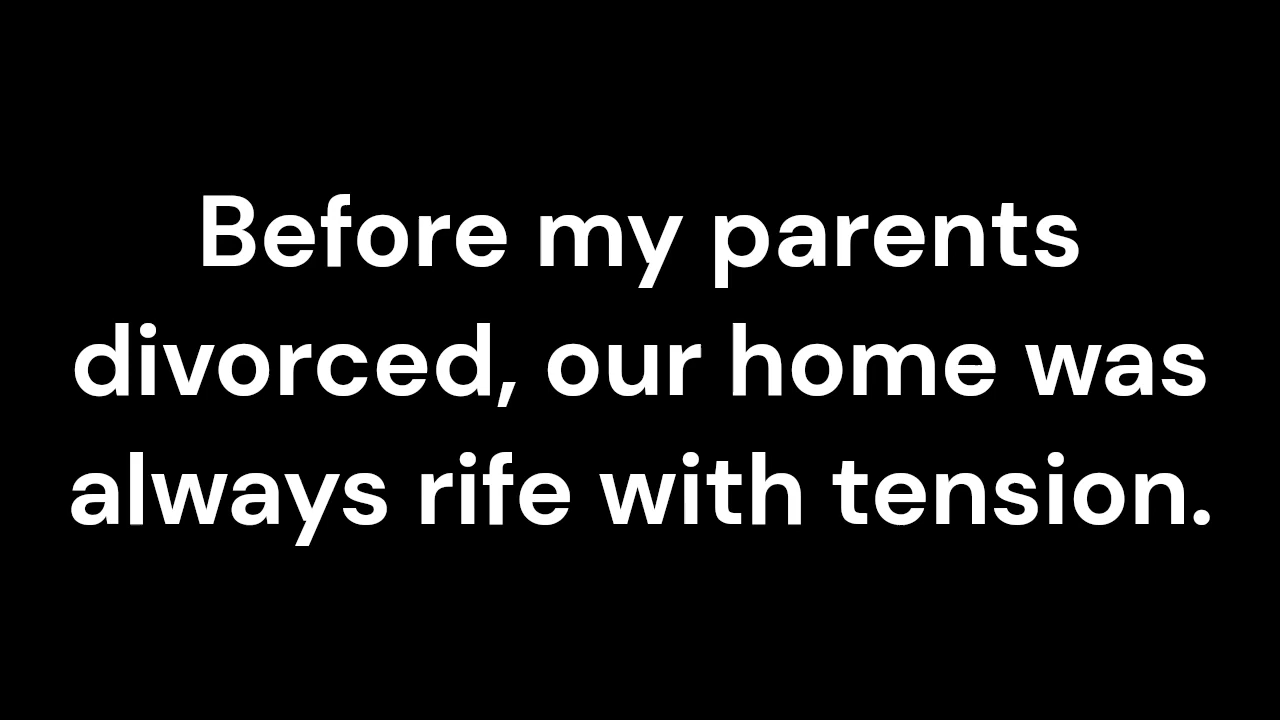 Before my parents
divorced, our home was
always rife with tension.